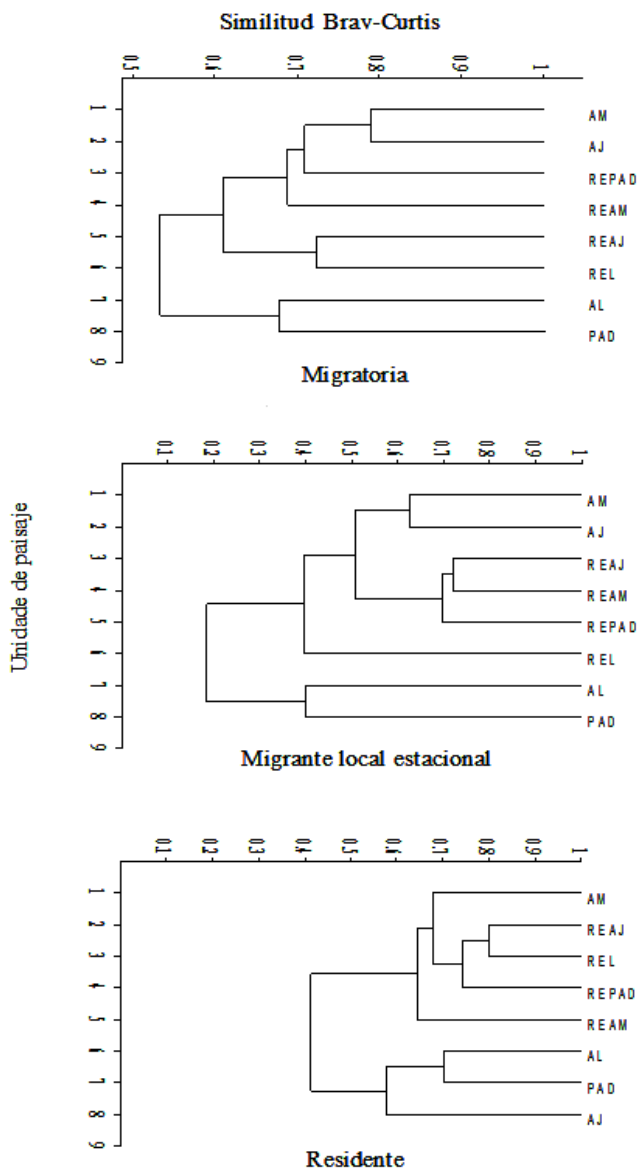 Similitud Brav-Curtis
0.5 0.6 0.7 0.8 0.9 1
1 AM
2 AJ
3 REPAD
4 REAM
5 REAJ
6 REL
7 AL
8 PAD
9
Migratoria
Unidade de paisaje
0.1 0.2 0.3 0.4 0.5 0.6 0.7 0.8 0.9 1
1 AM
2 AJ
3 REAJ
4 REAM
5 REPAD
6 REL
7 AL
8 PAD
9
Migrante local estacional
0.1 0.2 0.3 0.4 0.5 0.6 0.7 0.8 0.9 1
1 AM
2 REAJ
3 REL
4 REPAD
5 REAM
6 AL
7 PAD
8 AJ
9
Residente